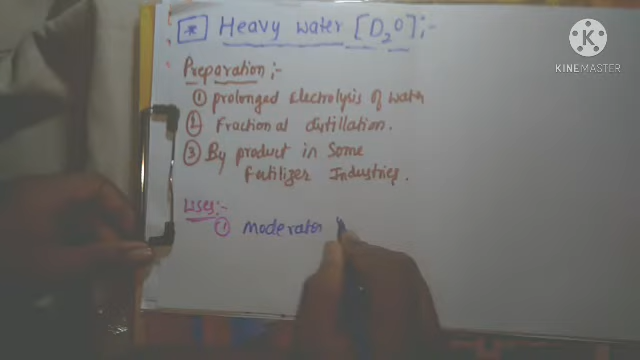 * Heavy water [D₂O];-
Preparation;-
① prolonged Electrolysis of water
② Fractional dutillation.
③ By product in Some
Fertilizer Industries.
Uses:-
① Moderator
KINEMASTER